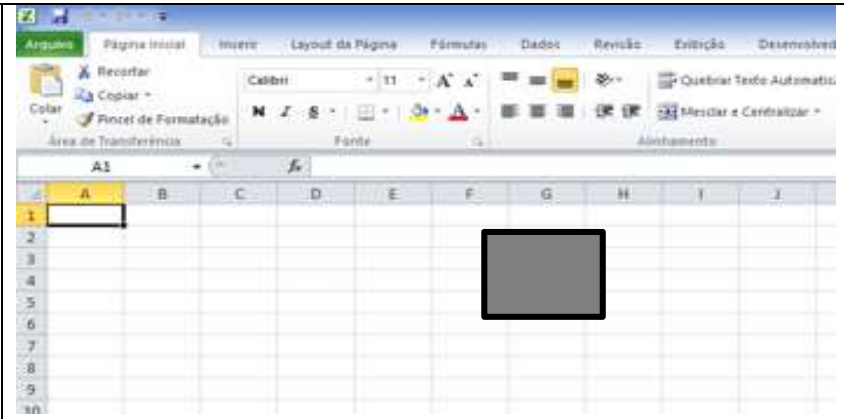 Arquivo Página Inicial Inserir Layout da Página Fórmulas Dados Revisão Exibição Desenvolved
Recortar Calibri 11 A A Quebrar Texto Automatic
Colar Copiar
Pincel de Formatação N I S A Mesclar e Centralizar
Área de Transferência Fonte Alinhamento
A1 fx
A B C D E F G H I J
1
2
3
4
5
6
7
8
9
10